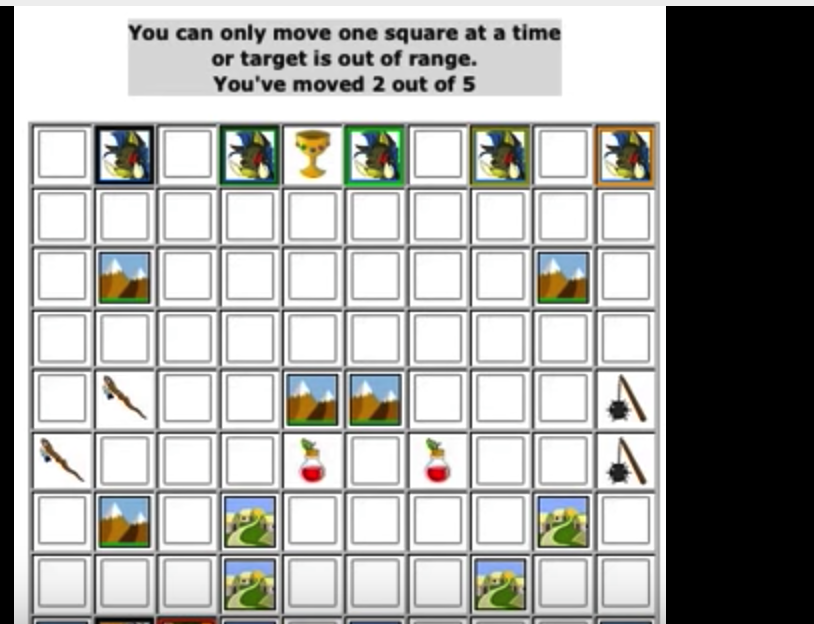 You can only move one square at a time
or target is out of range.
You've moved 2 out of 5